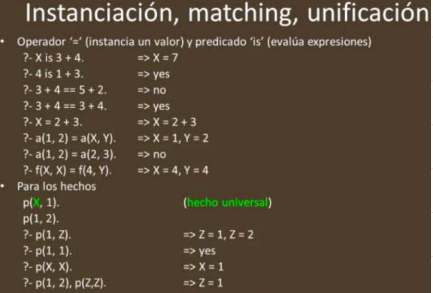 Instanciación, matching, unificación
• Operador '=' (instancia un valor) y predicado 'is' (evalúa expresiones)
?- X is 3 + 4. => X = 7
?- 4 is 1 + 3. => yes
?- 3 + 4 == 5 + 2. => no
?- 3 + 4 == 3 + 4. => yes
?- X = 2 + 3. => X = 2 + 3
?- a(1, 2) = a(X, Y). => X = 1, Y = 2
?- a(1, 2) = a(2, 3). => no
?- f(X, X) = f(4, Y). => X = 4, Y = 4
• Para los hechos
p(X, 1). (hecho universal)
p(1, 2).
?- p(1, Z). => Z = 1, Z = 2
?- p(1, 1). => yes
?- p(X, X). => X = 1
?- p(1, 2), p(Z,Z). => Z = 1